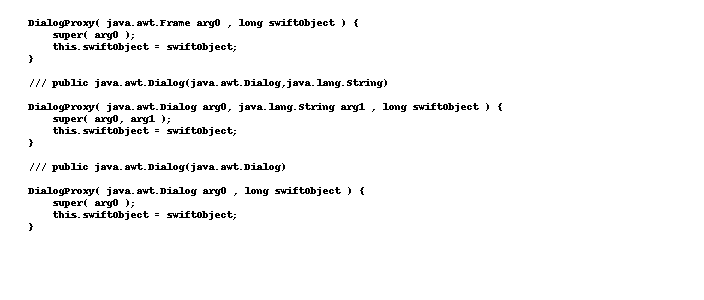 DialogProxy( java.awt.Frame arg0 , long swiftObject ) {
    super( arg0 );
    this.swiftObject = swiftObject;
}
/// public java.awt.Dialog(java.awt.Dialog,java.lang.String)
DialogProxy( java.awt.Dialog arg0, java.lang.String arg1 , long swiftObject ) {
    super( arg0, arg1 );
    this.swiftObject = swiftObject;
}
/// public java.awt.Dialog(java.awt.Dialog)
DialogProxy( java.awt.Dialog arg0 , long swiftObject ) {
    super( arg0 );
    this.swiftObject = swiftObject;
}